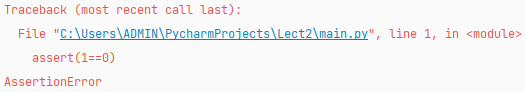 Traceback (most recent call last):
  File "C:\Users\ADMIN\PycharmProjects\Lect2\main.py", line 1, in <module>
    assert(1==0)
AssertionError